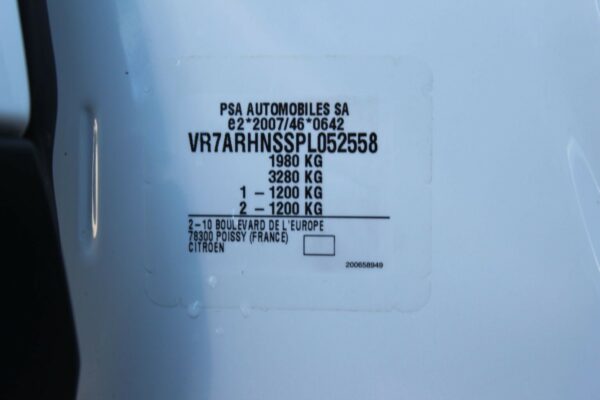 PSA AUTOMOBILES SA
e2*2007/46*0642
VR7ARHNSSPL052558
1980 KG
3280 KG
1 - 1200 KG
2 - 1200 KG
2-10 BOULEVARD DE L'EUROPE
78300 POISSY (FRANCE)
CITROEN
200658949